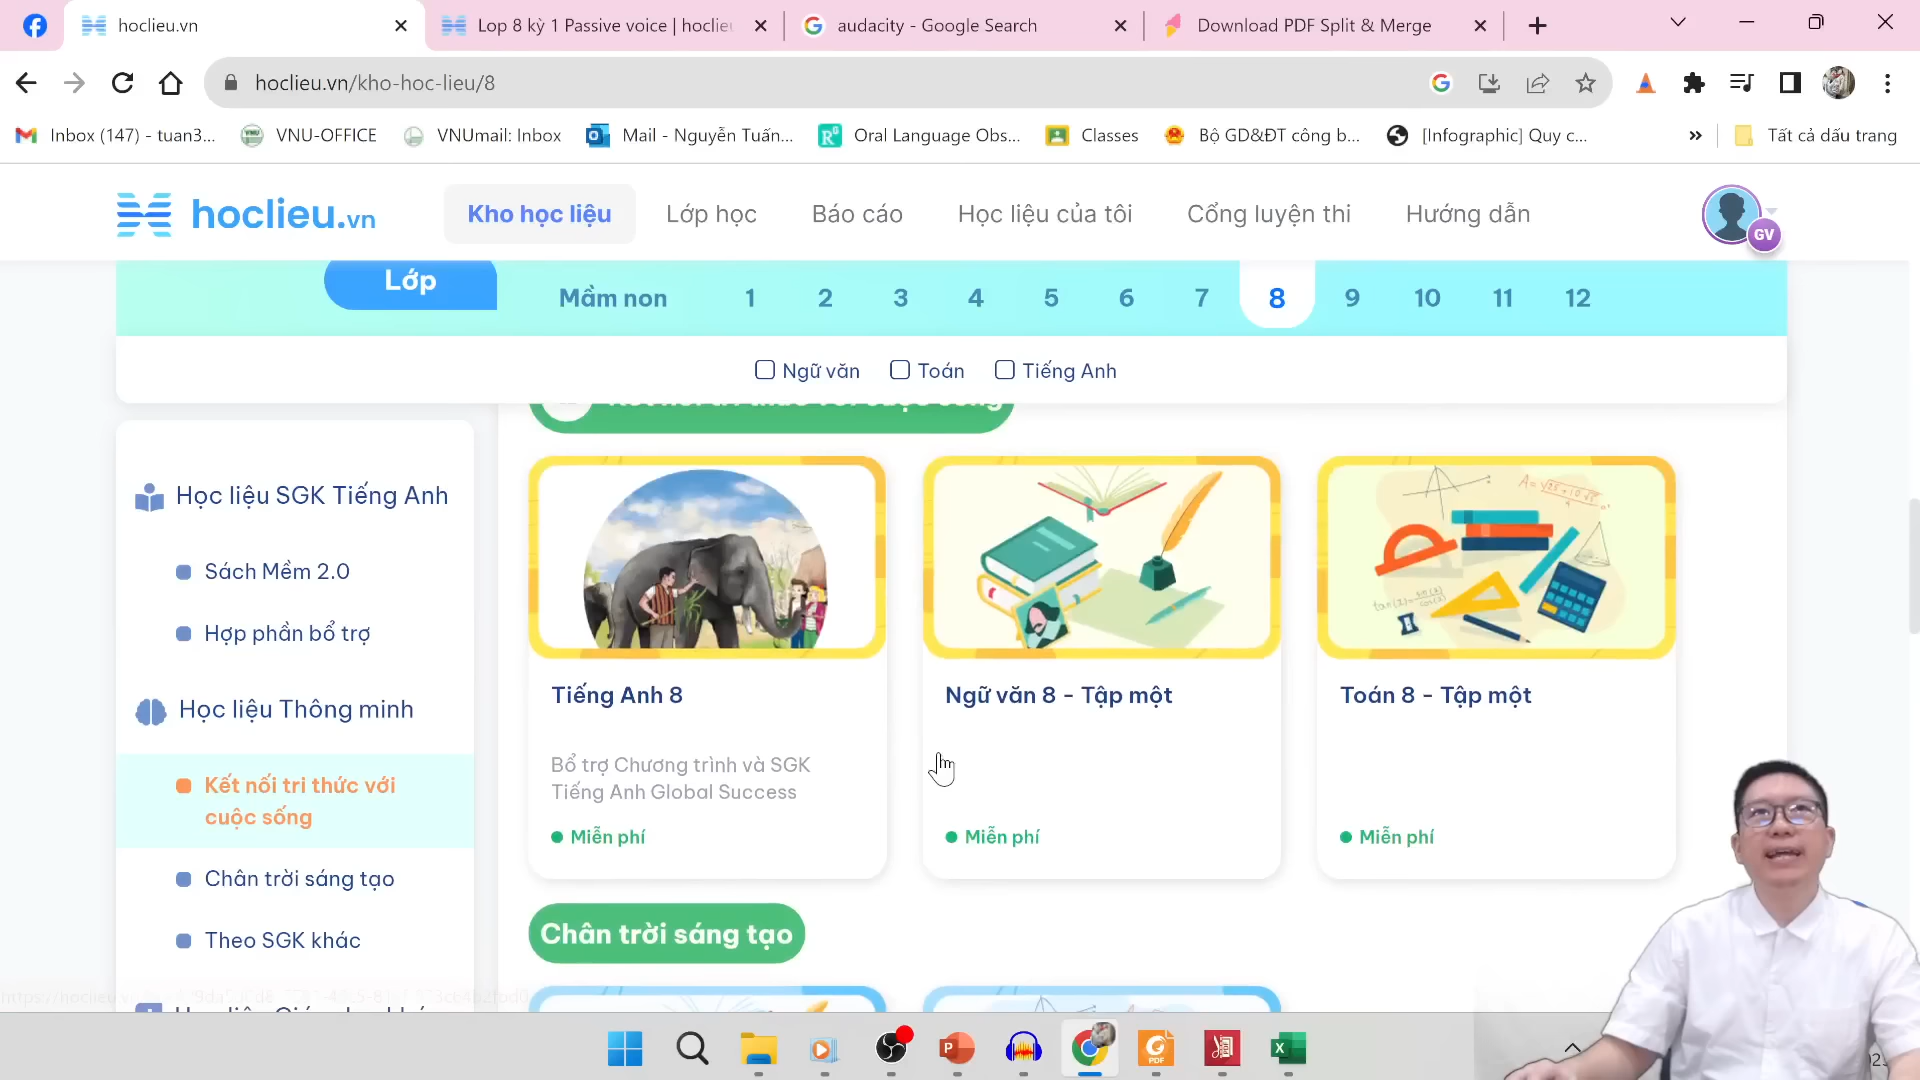 hoclieu.vn
Lop 8 kỳ 1 Passive voice | hoclie
audacity - Google Search
Download PDF Split & Merge
hoclieu.vn/kho-hoc-lieu/8
Inbox (147) - tuan3...
VNU-OFFICE
VNUmail: Inbox
Mail - Nguyễn Tuấn...
Oral Language Obs...
Classes
Bộ GD&ĐT công b...
[Infographic] Quy c...
»
Tất cả dấu trang
hoclieu.vn
Kho học liệu
Lớp học
Báo cáo
Học liệu của tôi
Cổng luyện thi
Hướng dẫn
GV
Lớp
Mầm non
1
2
3
4
5
6
7
8
9
10
11
12
Ngữ văn
Toán
Tiếng Anh
Học liệu SGK Tiếng Anh
Sách Mềm 2.0
Hợp phần bổ trợ
Học liệu Thông minh
Kết nối tri thức với
cuộc sống
Chân trời sáng tạo
Theo SGK khác
Tiếng Anh 8
Bổ trợ Chương trình và SGK
Tiếng Anh Global Success
Miễn phí
Ngữ văn 8 - Tập một
Miễn phí
Toán 8 - Tập một
Miễn phí
Chân trời sáng tạo